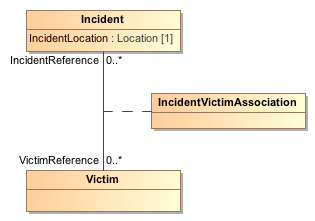 Incident
IncidentLocation : Location [1]
IncidentReference 0..*
IncidentVictimAssociation
VictimReference 0..*
Victim